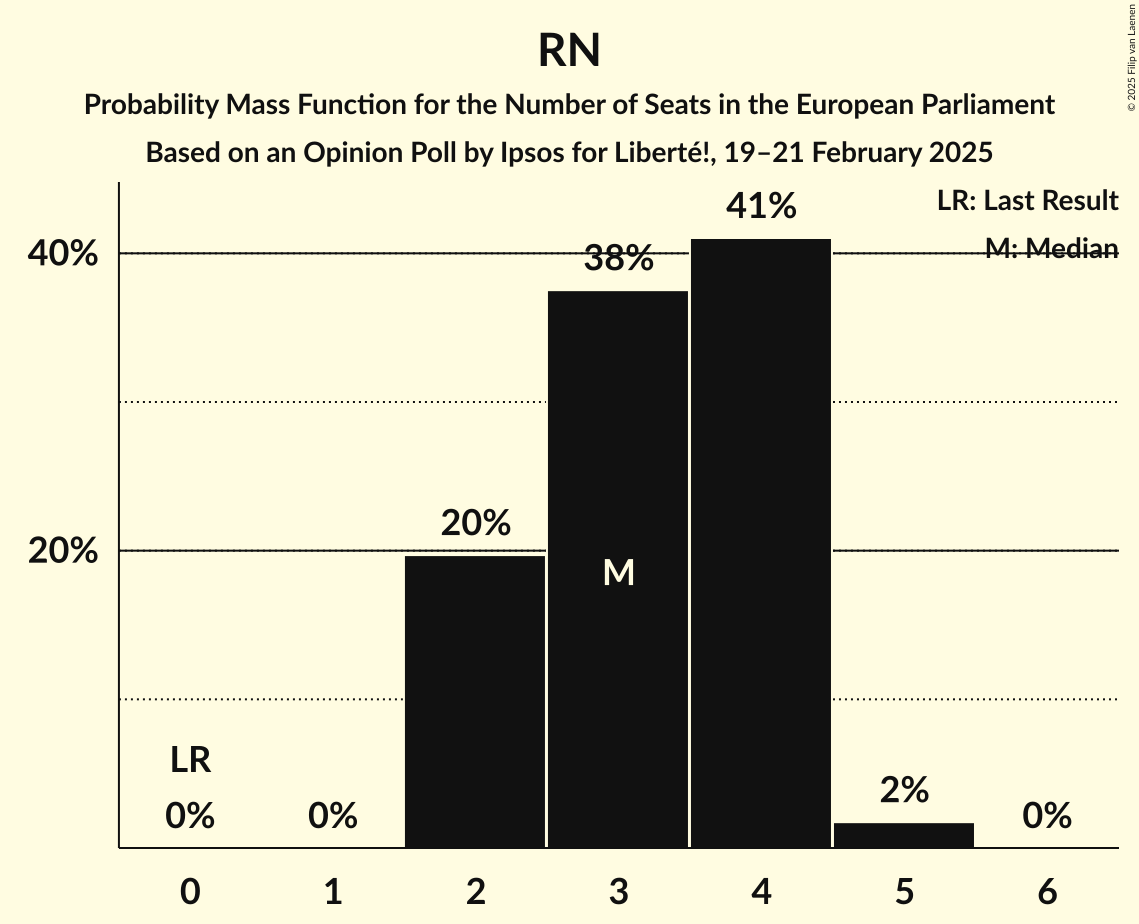 RN
Probability Mass Function for the Number of Seats in the European Parliament
Based on an Opinion Poll by Ipsos for Liberté!, 19–21 February 2025
© 2025 Filip van Laenen
LR: Last Result
M: Median
40%
20%
LR
0%
0%
20%
38%
M
41%
2%
0%
0 1 2 3 4 5 6